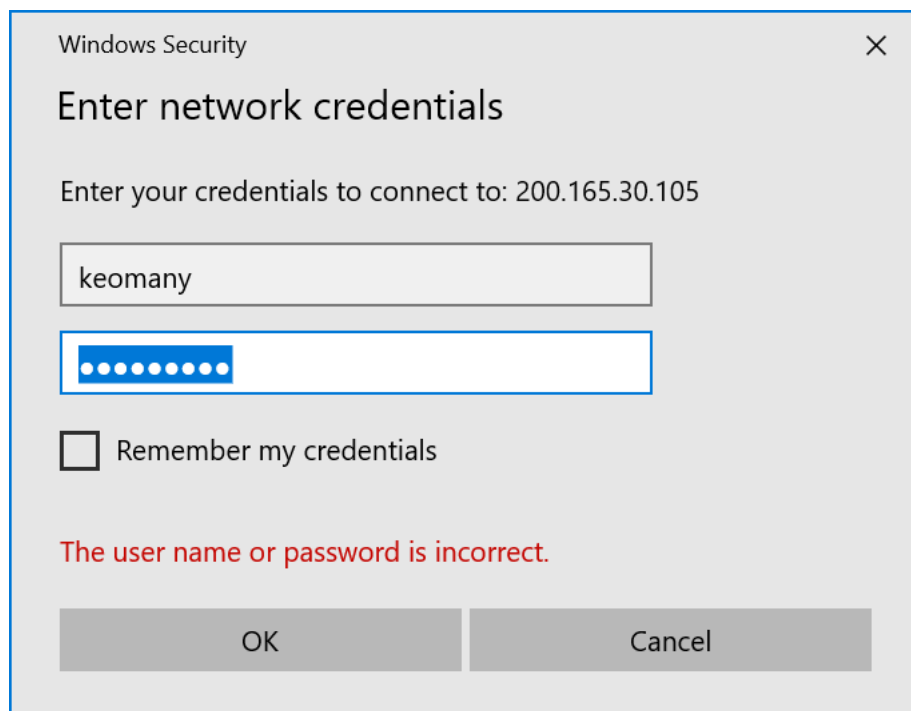 Windows Security
Enter network credentials
Enter your credentials to connect to: 200.165.30.105
keomany
●●●●●●●●●
Remember my credentials
The user name or password is incorrect.
OK
Cancel